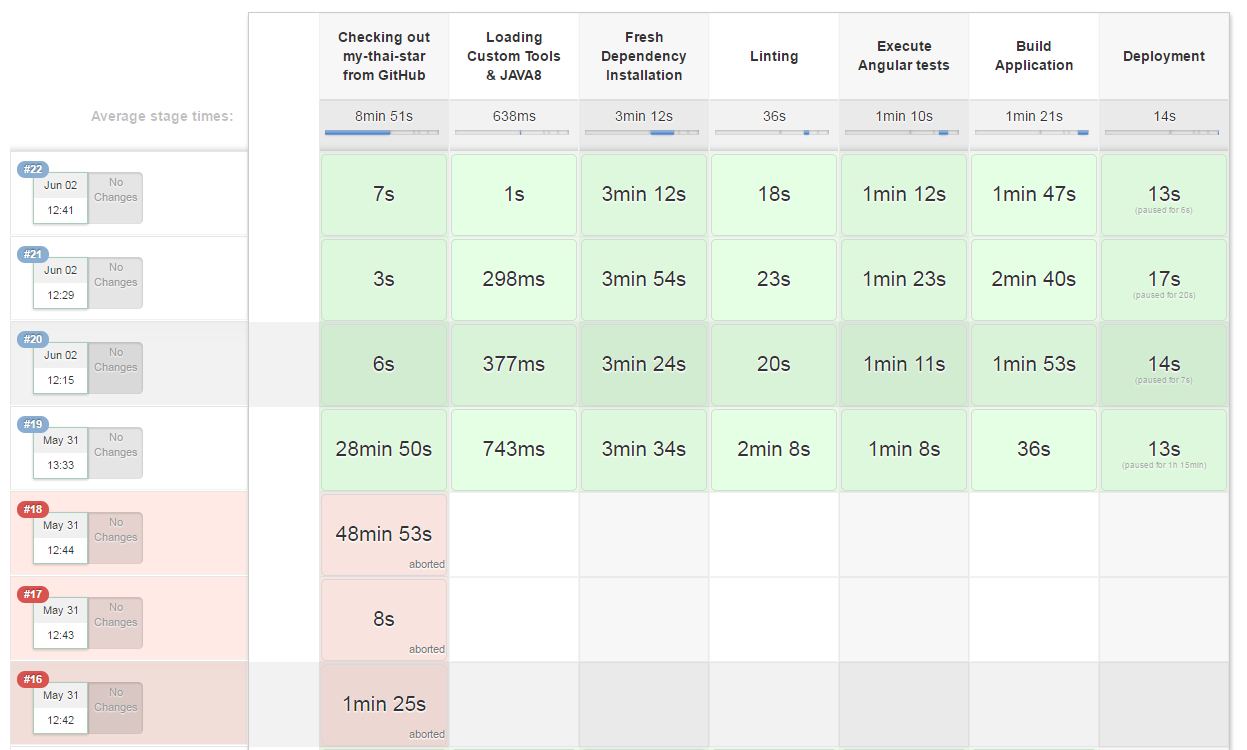 Checking out
my-thai-star
from GitHub
Loading
Custom Tools
& JAVA8
Fresh
Dependency
Installation
Linting
Execute
Angular tests
Build
Application
Deployment
Average stage times:
8min 51s
638ms
3min 12s
36s
1min 10s
1min 21s
14s
#22
Jun 02
12:41
No
Changes
7s
1s
3min 12s
18s
1min 12s
1min 47s
13s
(paused for 6s)
#21
Jun 02
12:29
No
Changes
3s
298ms
3min 54s
23s
1min 23s
2min 40s
17s
(paused for 20s)
#20
Jun 02
12:15
No
Changes
6s
377ms
3min 24s
20s
1min 11s
1min 53s
14s
(paused for 7s)
#19
May 31
13:33
No
Changes
28min 50s
743ms
3min 34s
2min 8s
1min 8s
36s
13s
(paused for 1h 15min)
#18
May 31
12:44
No
Changes
48min 53s
aborted
#17
May 31
12:43
No
Changes
8s
aborted
#16
May 31
12:42
No
Changes
1min 25s
aborted